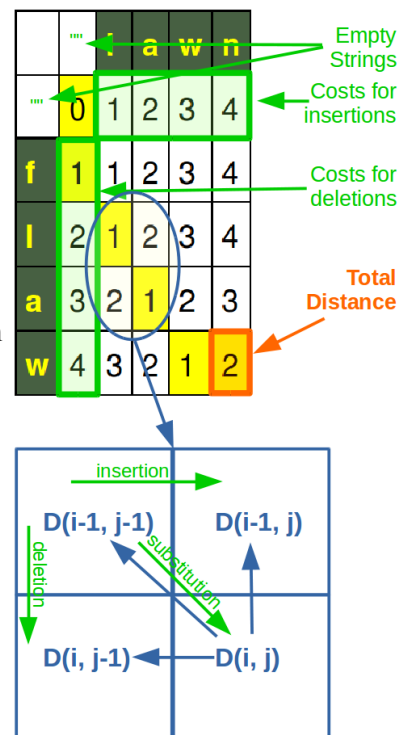 "" l a w n
Empty
Strings
"" 0 1 2 3 4
Costs for
insertions
f 1 1 2 3 4
Costs for
deletions
l 2 1 2 3 4
a 3 2 1 2 3
Total
Distance
w 4 3 2 1 2
insertion
D(i-1, j-1) D(i-1, j)
deletion
substitution
D(i, j-1) D(i, j)